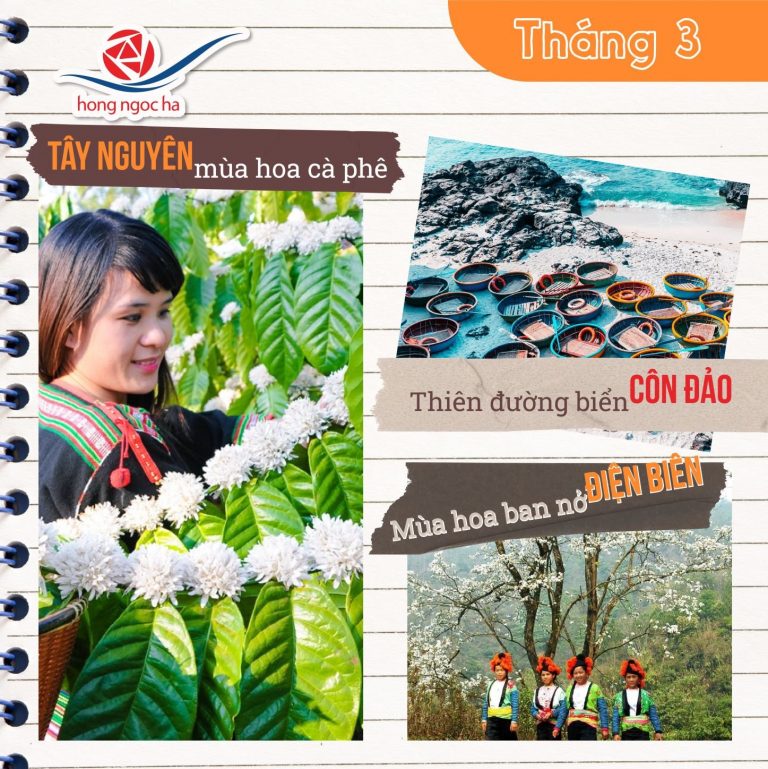 Tháng 3
hong ngoc ha
TÂY NGUYÊN mùa hoa cà phê
Thiên đường biển CÔN ĐẢO
Mùa hoa ban nở ĐIỆN BIÊN